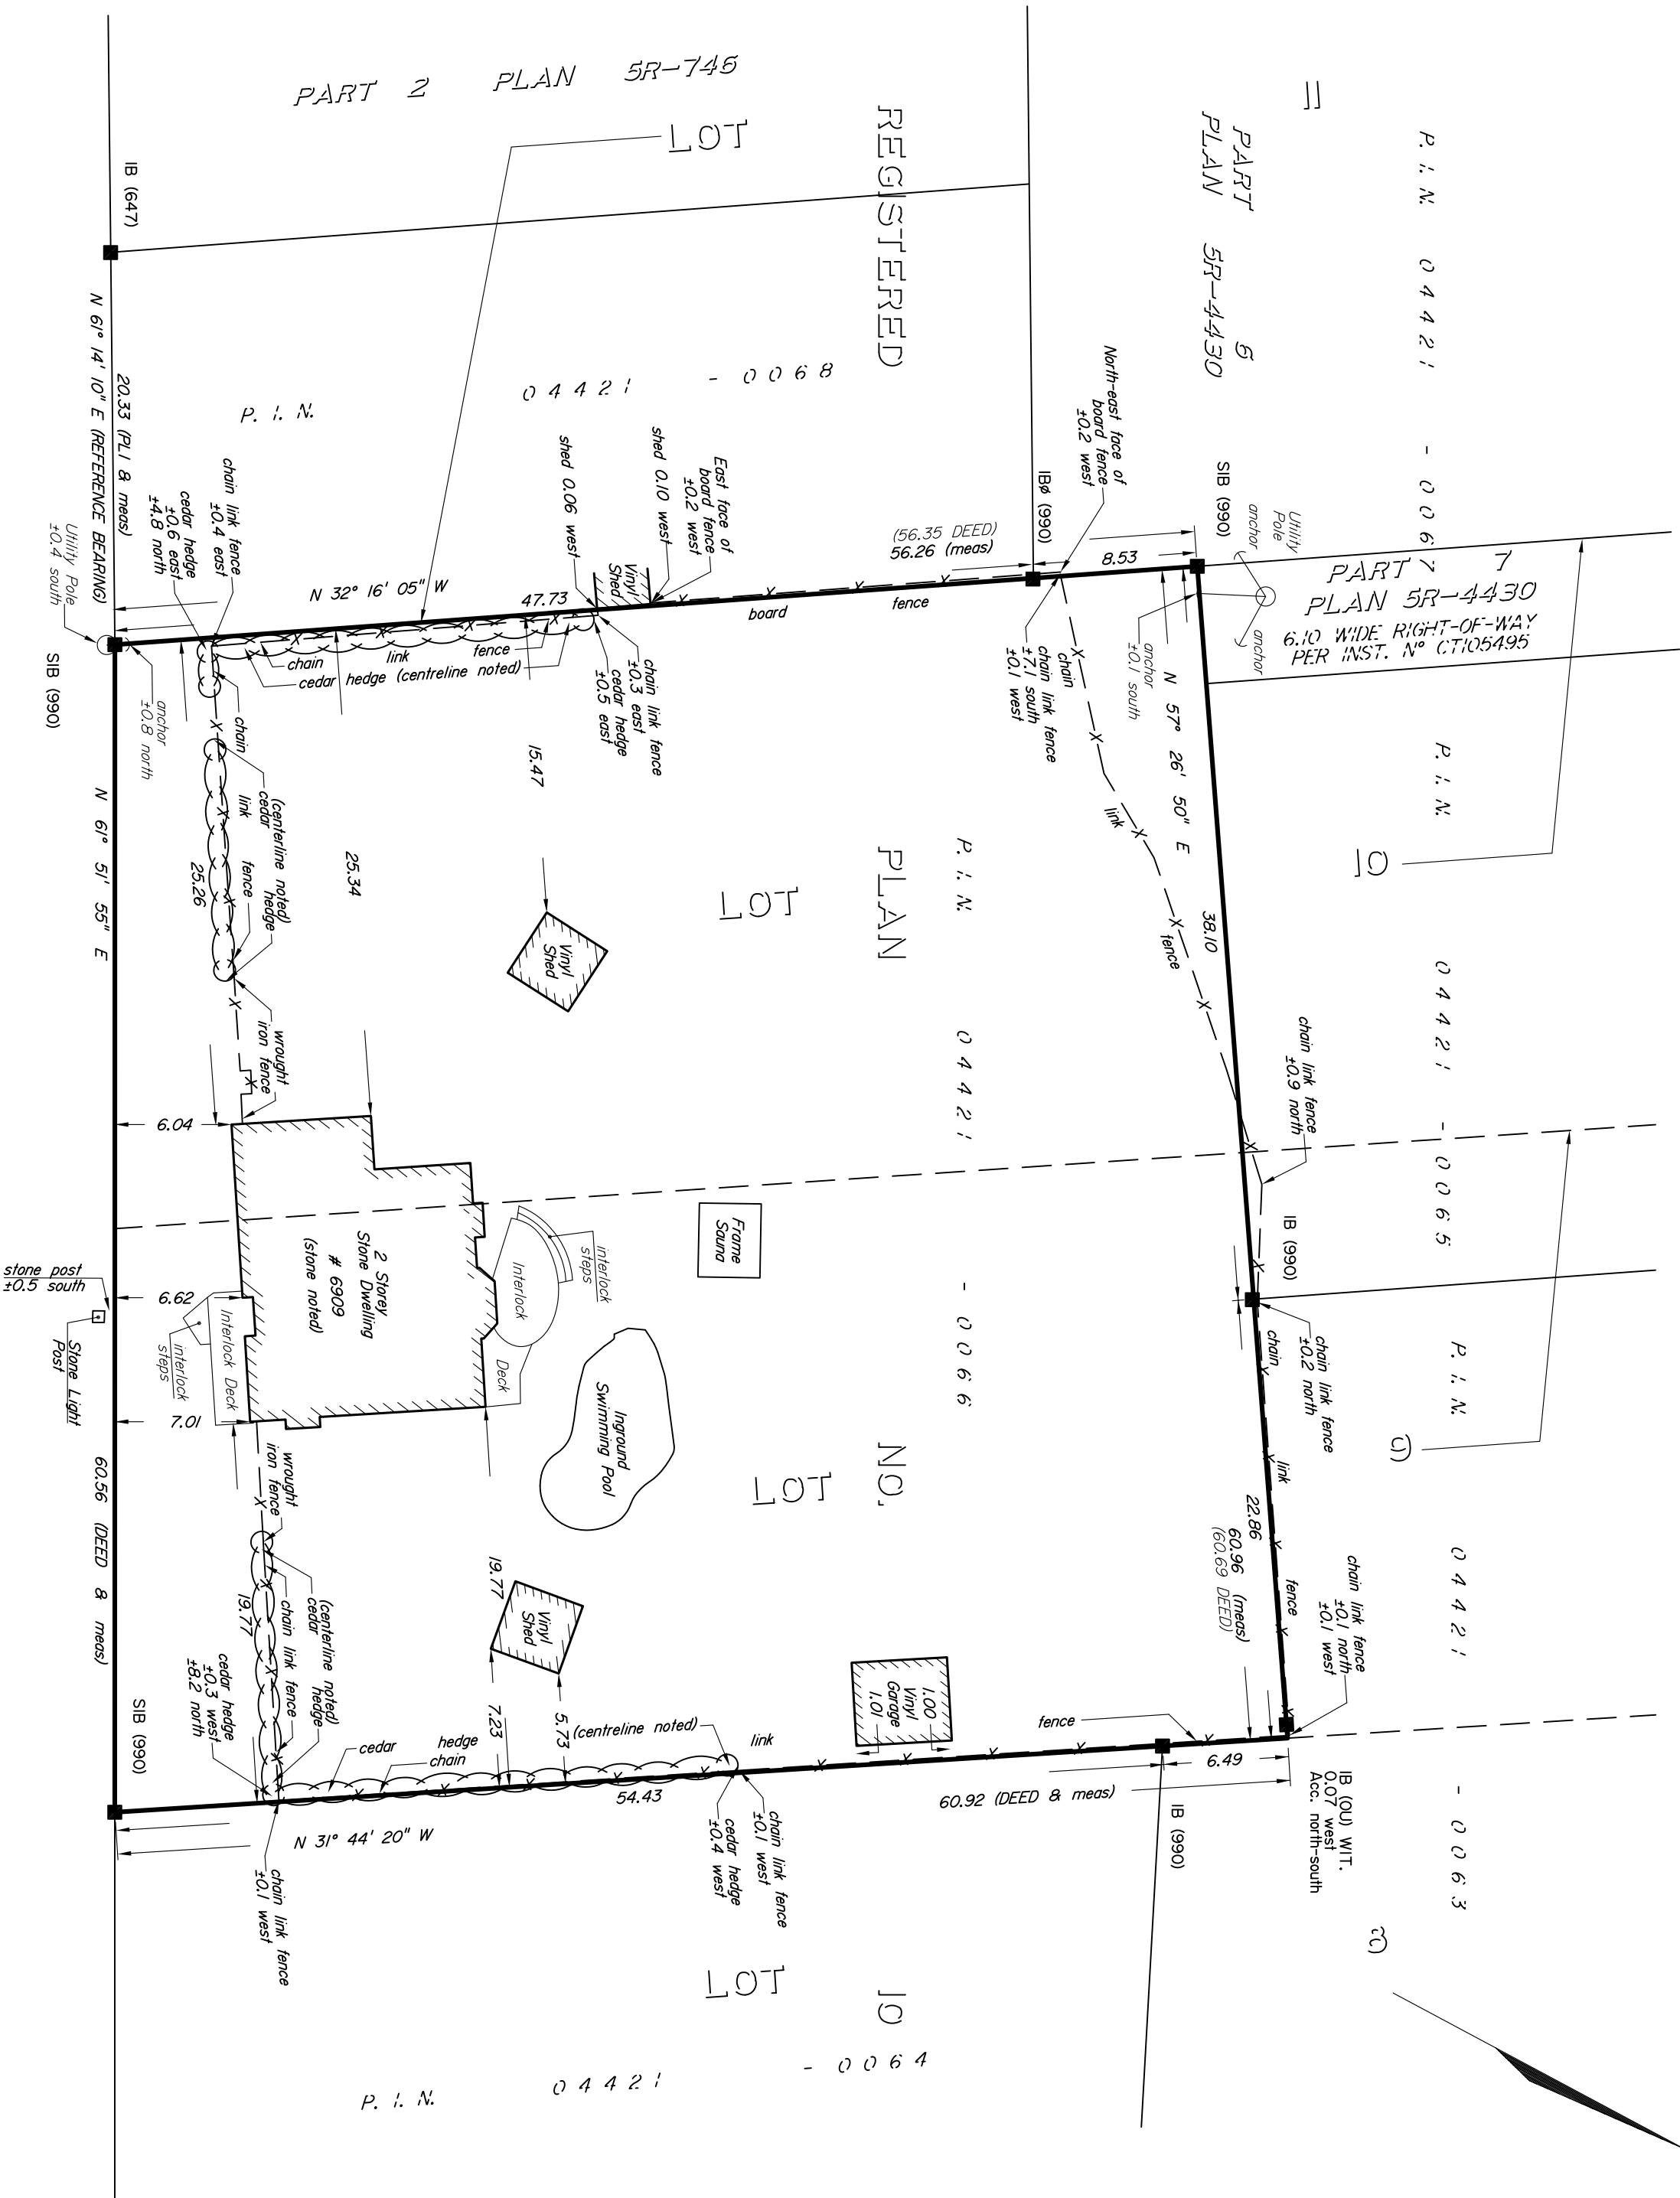 PART 2 PLAN 5R-746
LOT
REGISTERED
11
PART 6
PLAN 5R-4430
P. I. N. 04421 - 0067
IB (647)
N 61° 14' 10" E (REFERENCE BEARING)
20.33 (PL1 & meas)
P. I. N. 04421 - 0068
Utility Pole
±0.4 south
cedar hedge
±0.6 east
±4.8 north
chain link fence
±0.4 east
N 32° 16' 05" W
47.73
shed 0.06 west
shed 0.10 west
East face of
board fence
±0.2 west
Vinyl
Shed
(56.35 DEED)
56.26 (meas)
IBø (990)
North-east face of
board fence
±0.2 west
8.53
SIB (990)
Utility
Pole
anchor
anchor
PART 7
PLAN 5R-4430
6.10 WIDE RIGHT-OF-WAY
PER INST. Nº CT105495
board fence
chain link fence
cedar hedge (centreline noted)
chain link fence
±0.3 east
cedar hedge
±0.5 east
chain link fence
±7.1 south
±0.1 west
anchor
±0.1 south
N 57° 26' 50" E
SIB (990)
anchor
±0.8 north
chain link fence
(centerline noted)
cedar hedge
25.26
25.34
15.47
Vinyl
Shed
LOT
PLAN
P. I. N. 04421 - 0066
chain link fence
38.10
10
P. I. N. 04421 - 0065
N 61° 51' 55" E
wrought
iron fence
6.04
chain link fence
±0.9 north
IB (990)
2 Storey
Stone Dwelling
# 6909
(stone noted)
Frame
Sauna
interlock
steps
Interlock
stone post
±0.5 south
Stone Light
Post
6.62
Interlock Deck
interlock
steps
Deck
7.01
Inground
Swimming Pool
LOT
NO.
chain link fence
±0.2 north
chain link fence
22.86
60.96 (meas)
(60.69 DEED)
9
P. I. N. 04421 - 0063
60.56 (DEED & meas)
wrought
iron fence
(centerline noted)
cedar hedge
chain link fence
19.77
19.77
Vinyl
Shed
7.23
5.73
1.00
Vinyl
Garage
1.01
chain link fence
±0.1 north
±0.1 west
SIB (990)
cedar hedge
±0.3 west
±8.2 north
cedar hedge
chain
(centreline noted)
link
fence
54.43
6.49
60.92 (DEED & meas)
N 31° 44' 20" W
chain link fence
±0.1 west
cedar hedge
±0.4 west
chain link fence
±0.1 west
IB (990)
IB (OU) WIT.
0.07 west
Acc. north-south
8
LOT
10
P. I. N. 04421 - 0064